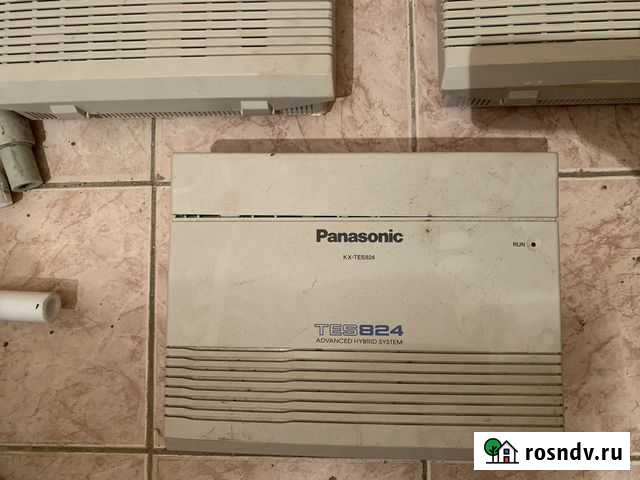 Panasonic
RUN
KX-TES824
TES824
ADVANCED HYBRID SYSTEM
rosndv.ru